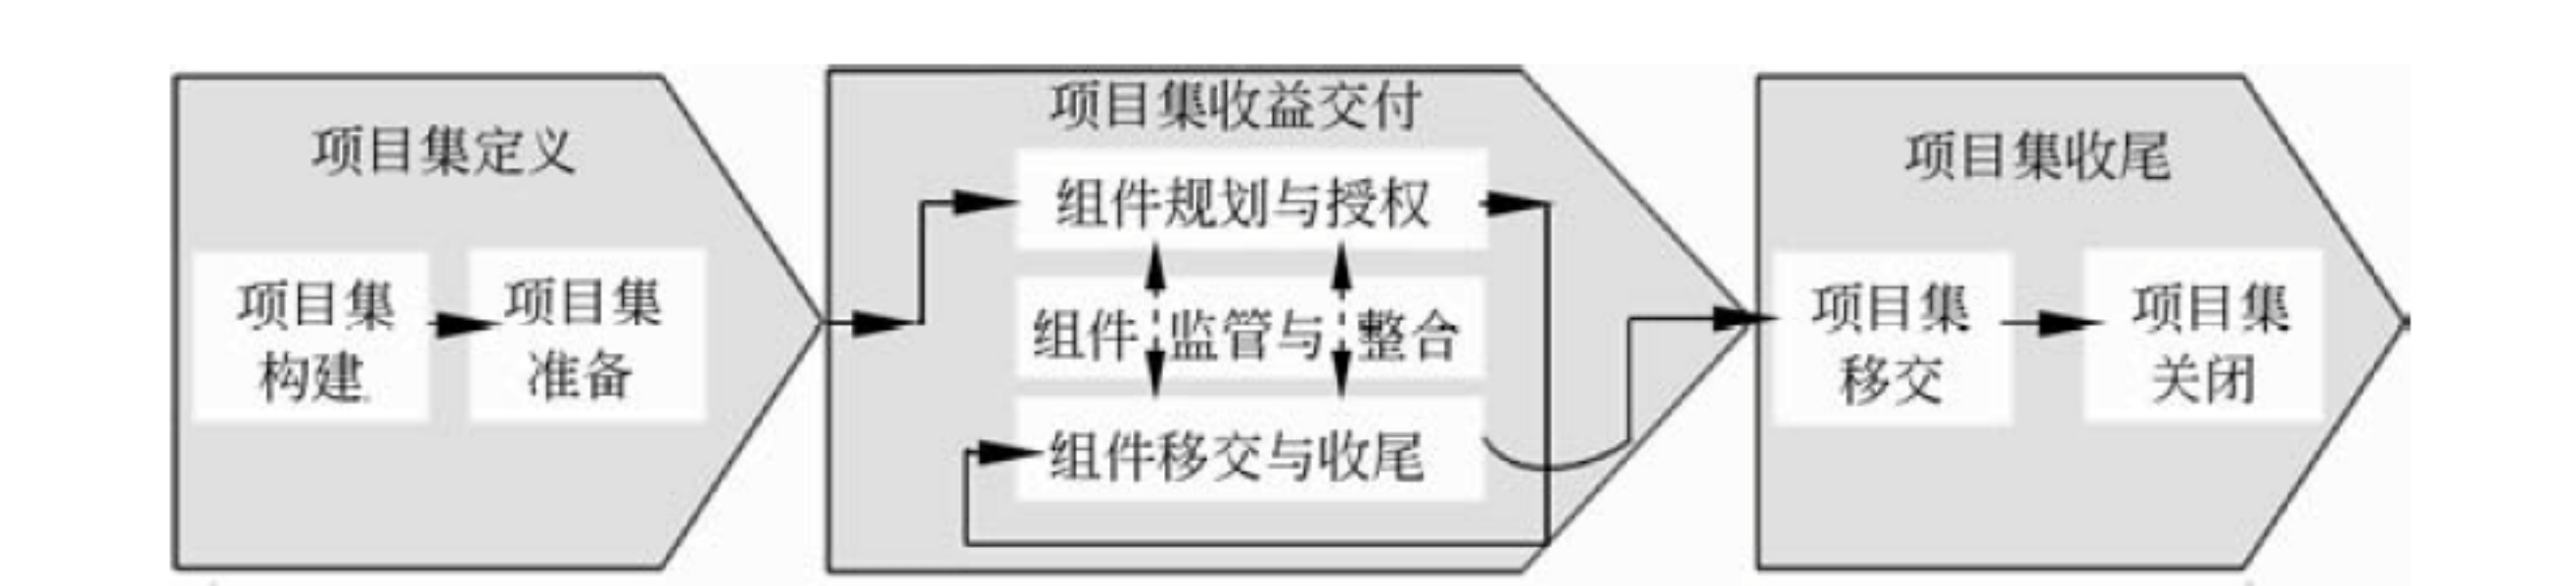 项目集定义
项目集
构建
项目集
准备
项目集收益交付
组件规划与授权
组件监管与整合
组件移交与收尾
项目集收尾
项目集
移交
项目集
关闭